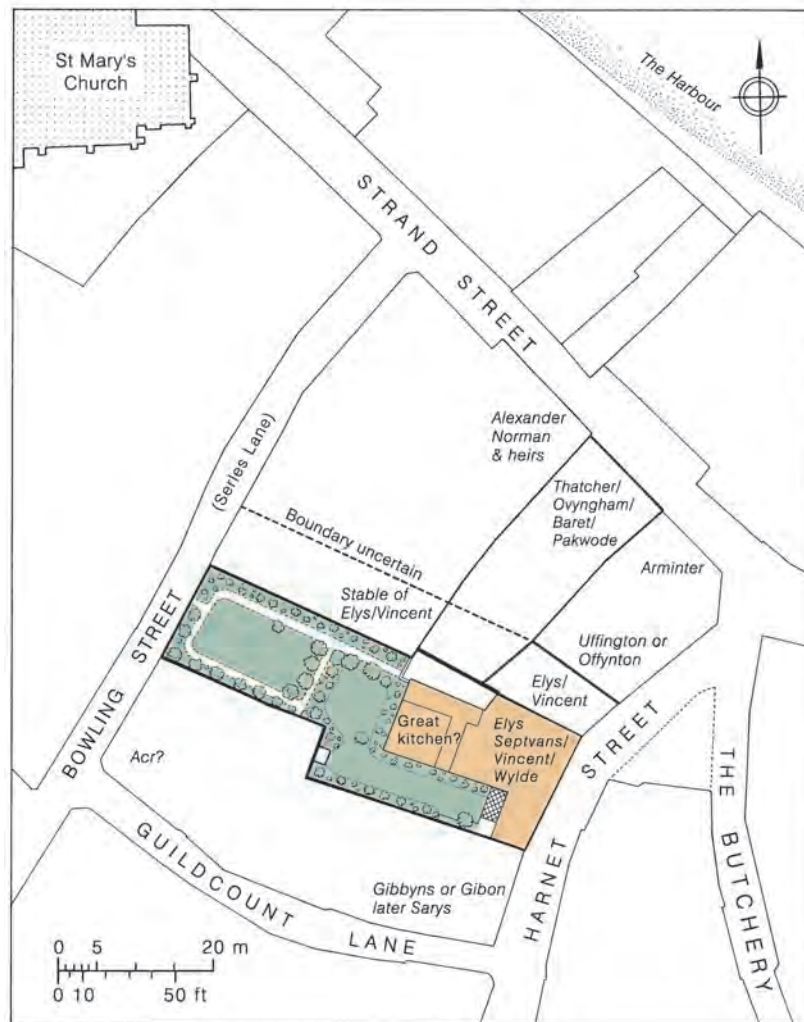 St Mary's
Church
The Harbour
STRAND STREET
Alexander
Norman
& heirs
(Series Lane)
Thatcher/
Ovyngham/
Baret/
Pakwode
Boundary uncertain
Arminter
Stable of
Elys/Vincent
Uffington or
Offynton
Elys/
Vincent
BOWLING STREET
Great
kitchen?
Elys
Septvans/
Vincent/
Wylde
Acr?
HARNET STREET
THE BUTCHERY
GUILDCOUNT LANE
Gibbyns or Gibon
later Sarys
0 5 20 m
0 10 50 ft